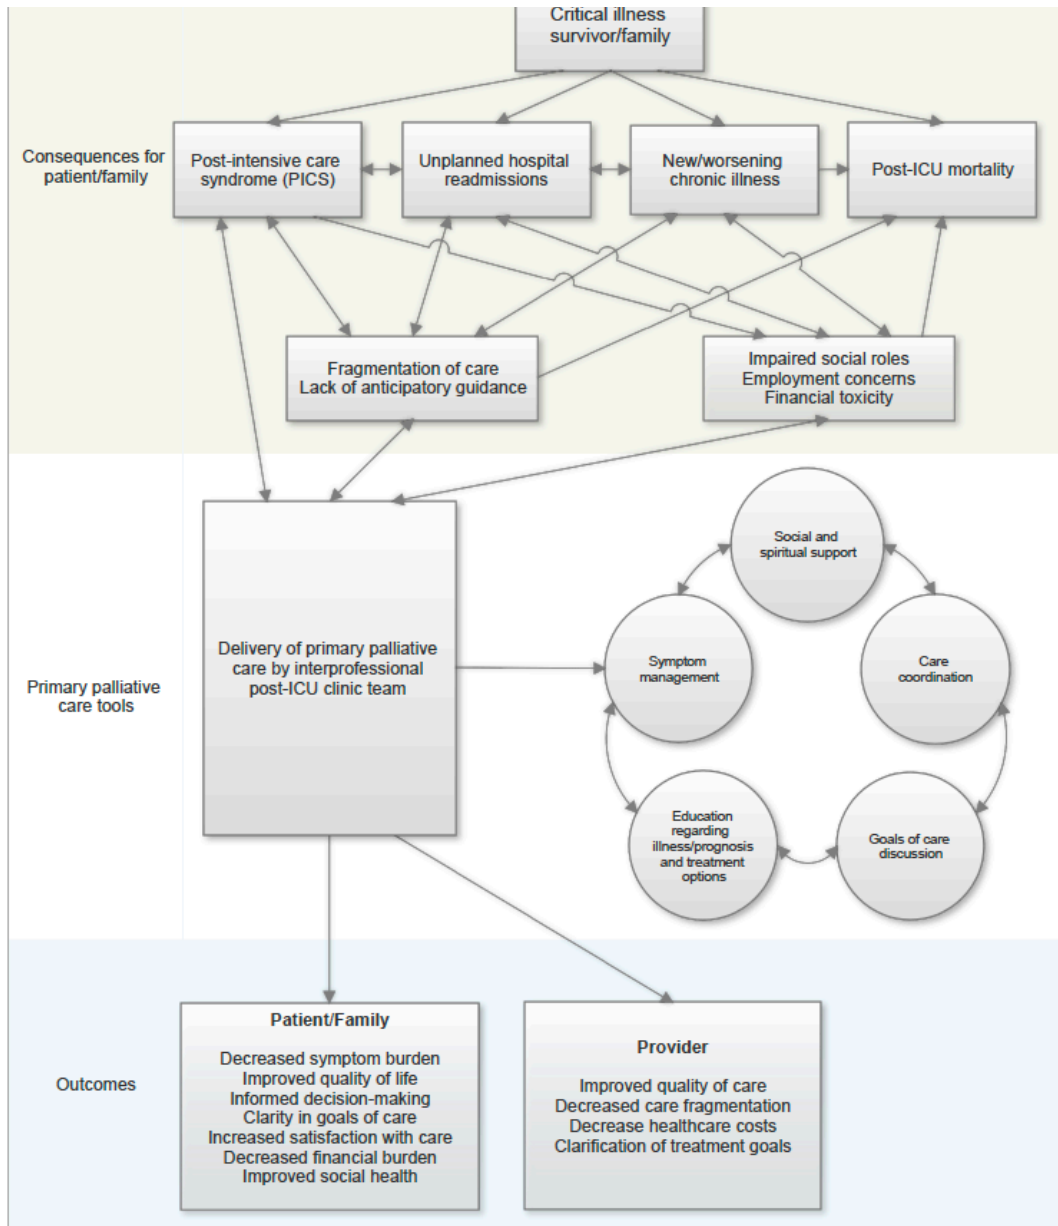 Critical illness
survivor/family
Consequences for
patient/family
Post-intensive care
syndrome (PICS)
Unplanned hospital
readmissions
New/worsening
chronic illness
Post-ICU mortality
Fragmentation of care
Lack of anticipatory guidance
Impaired social roles
Employment concerns
Financial toxicity
Primary palliative
care tools
Delivery of primary palliative
care by interprofessional
post-ICU clinic team
Social and
spiritual support
Symptom
management
Care
coordination
Education
regarding
illness/prognosis
and treatment
options
Goals of care
discussion
Outcomes
Patient/Family
Decreased symptom burden
Improved quality of life
Informed decision-making
Clarity in goals of care
Increased satisfaction with care
Decreased financial burden
Improved social health
Provider
Improved quality of care
Decreased care fragmentation
Decrease healthcare costs
Clarification of treatment goals